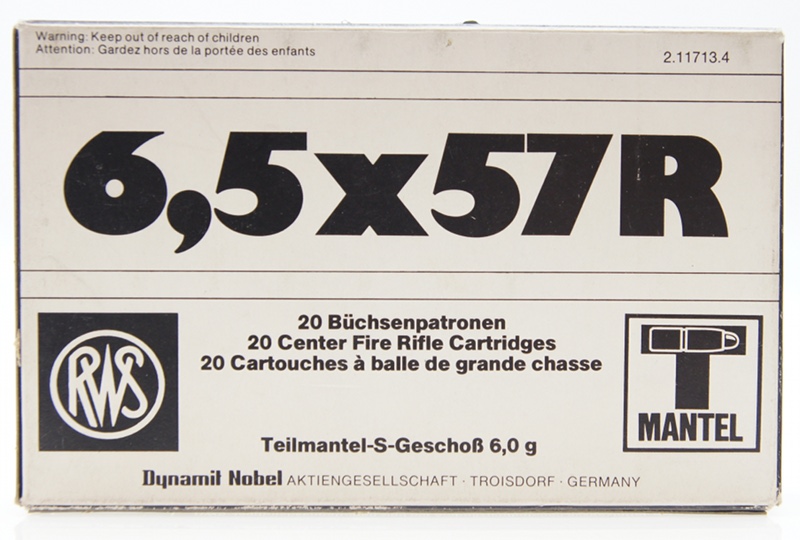 Warning: Keep out of reach of children
Attention: Gardez hors de la portée des enfants
2.11713.4
6,5x57R
RWS
20 Büchsenpatronen
20 Center Fire Rifle Cartridges
20 Cartouches à balle de grande chasse
T
MANTEL
Teilmantel-S-Geschoß 6,0 g
Dynamit Nobel AKTIENGESELLSCHAFT · TROISDORF · GERMANY